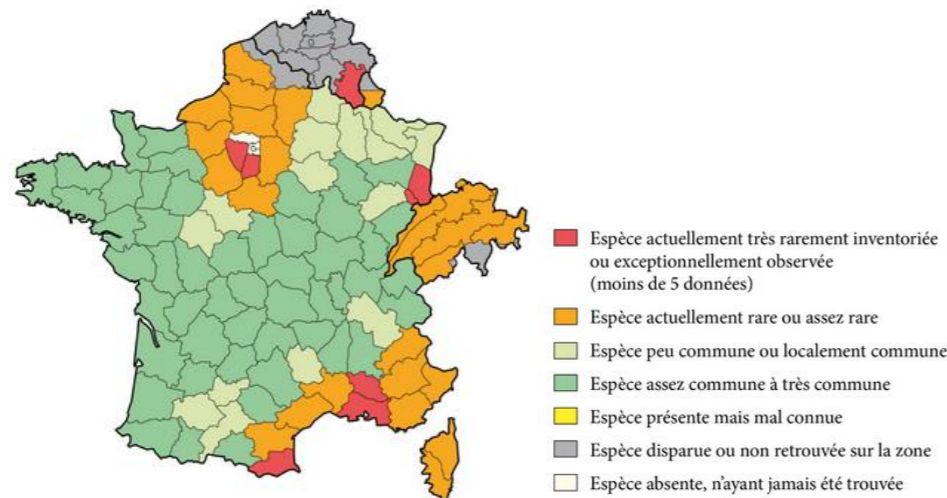 Espèce actuellement très rarement inventoriée
ou exceptionnellement observée
(moins de 5 données)
Espèce actuellement rare ou assez rare
Espèce peu commune ou localement commune
Espèce assez commune à très commune
Espèce présente mais mal connue
Espèce disparue ou non retrouvée sur la zone
Espèce absente, n'ayant jamais été trouvée